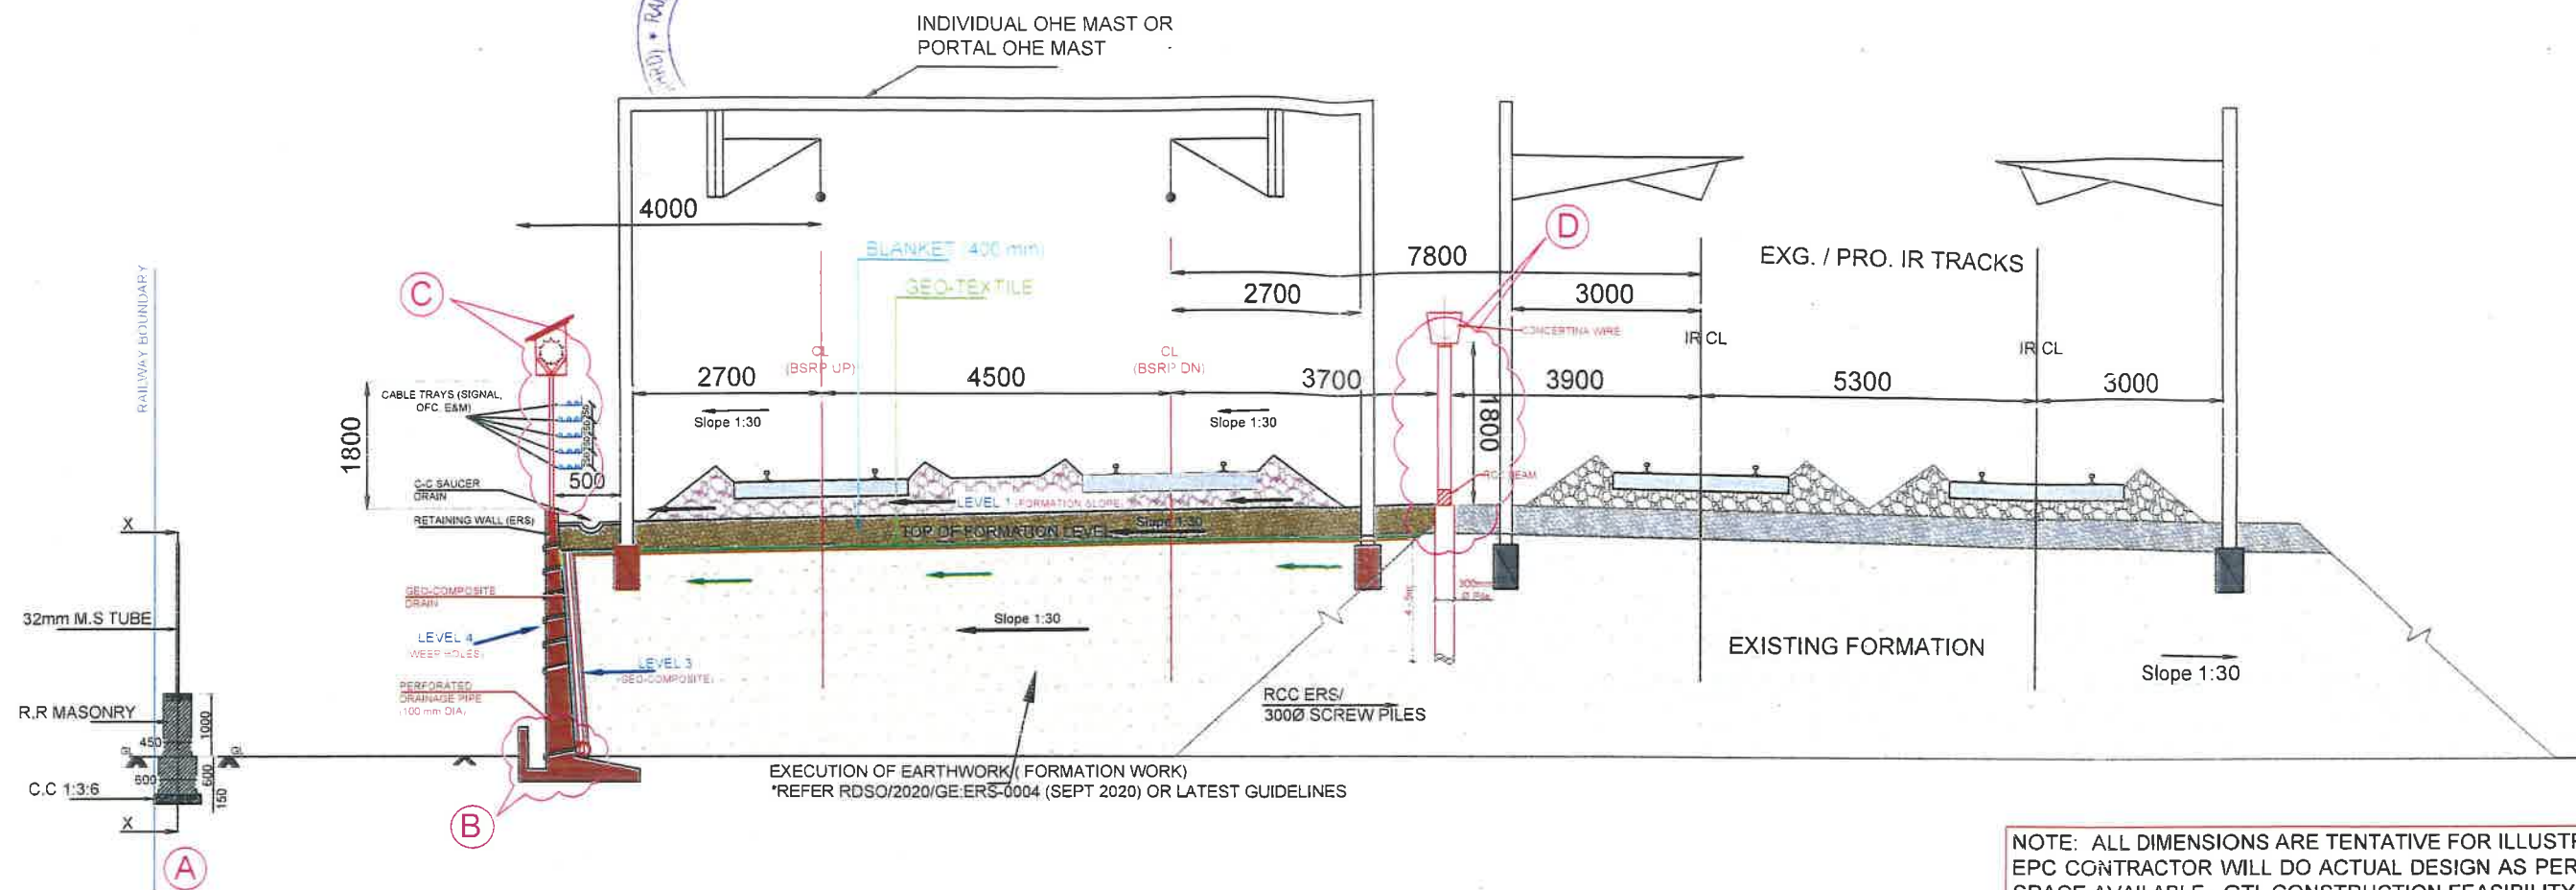 INDIVIDUAL OHE MAST OR
PORTAL OHE MAST
4000
BLANKET (400 mm)
GEO-TEXTILE
7800
2700
3000
EXG. / PRO. IR TRACKS
D
C
CONCERTINA WIRE
IR CL
IR CL
RAILWAY BOUNDARY
CL
(BSRP UP)
CL
(BSRP DN)
2700
4500
3700
3900
5300
3000
CABLE TRAYS (SIGNAL,
OFC, E&M)
1800
1800
Slope 1:30
Slope 1:30
500
RCC BEAM
C-C SAUCER
DRAIN
LEVEL 1 (FORMATION SLOPE)
RETAINING WALL (ERS)
TOP OF FORMATION LEVEL
Slope 1:30
X
GEO-COMPOSITE
DRAIN
300mm
Ø Pile
32mm M.S TUBE
Slope 1:30
LEVEL 4
(WEEP HOLES)
LEVEL 3
(GEO-COMPOSITE)
EXISTING FORMATION
Slope 1:30
PERFORATED
DRAINAGE PIPE
(100 mm DIA)
RCC ERS/
300Ø SCREW PILES
R.R MASONRY
1000
450
600
600
150
C.C 1:3:6
X
EXECUTION OF EARTHWORK ( FORMATION WORK)
*REFER RDSO/2020/GE:ERS-0004 (SEPT 2020) OR LATEST GUIDELINES
B
A
NOTE: ALL DIMENSIONS ARE TENTATIVE FOR
EPC CONTRACTOR WILL DO ACTUAL DESIGN AS PER